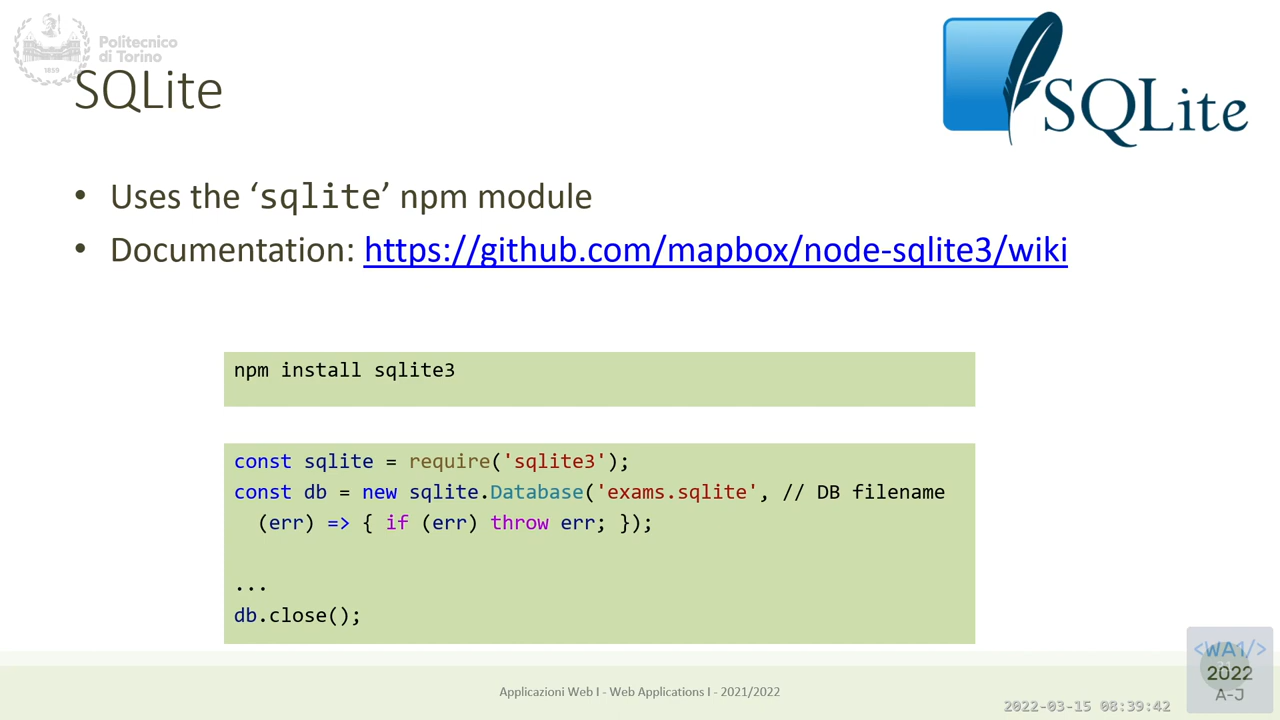 Politecnico
di Torino
1859
SQLite
SQLite
• Uses the ‘sqlite’ npm module
• Documentation: https://github.com/mapbox/node-sqlite3/wiki
npm install sqlite3
const sqlite = require('sqlite3');
const db = new sqlite.Database('exams.sqlite', // DB filename
(err) => { if (err) throw err; });
...
db.close();
Applicazioni Web I - Web Applications I - 2021/2022
2022-03-15 08:39:42
<WA1/>
2022
A-J